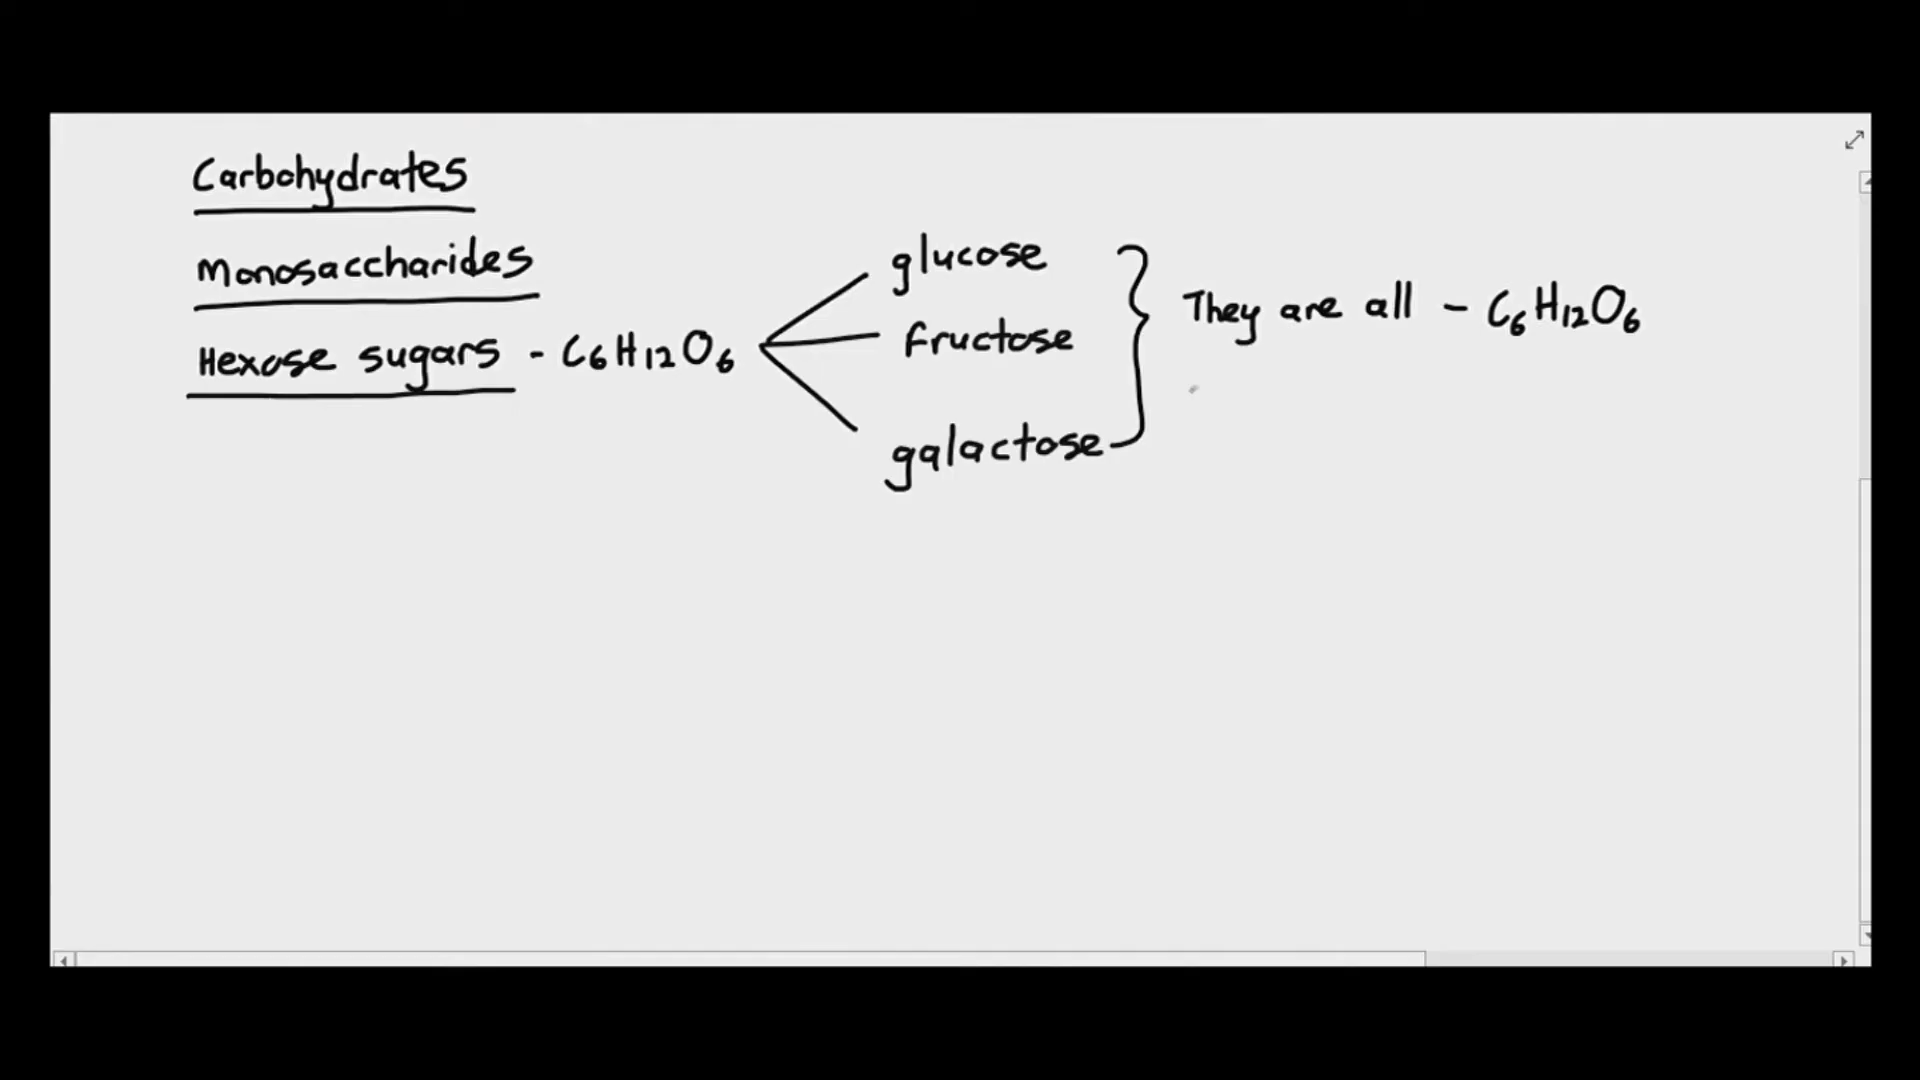 Carbohydrates
Monosaccharides
Hexose sugars - C₆H₁₂O₆
glucose
fructose
galactose
They are all - C₆H₁₂O₆